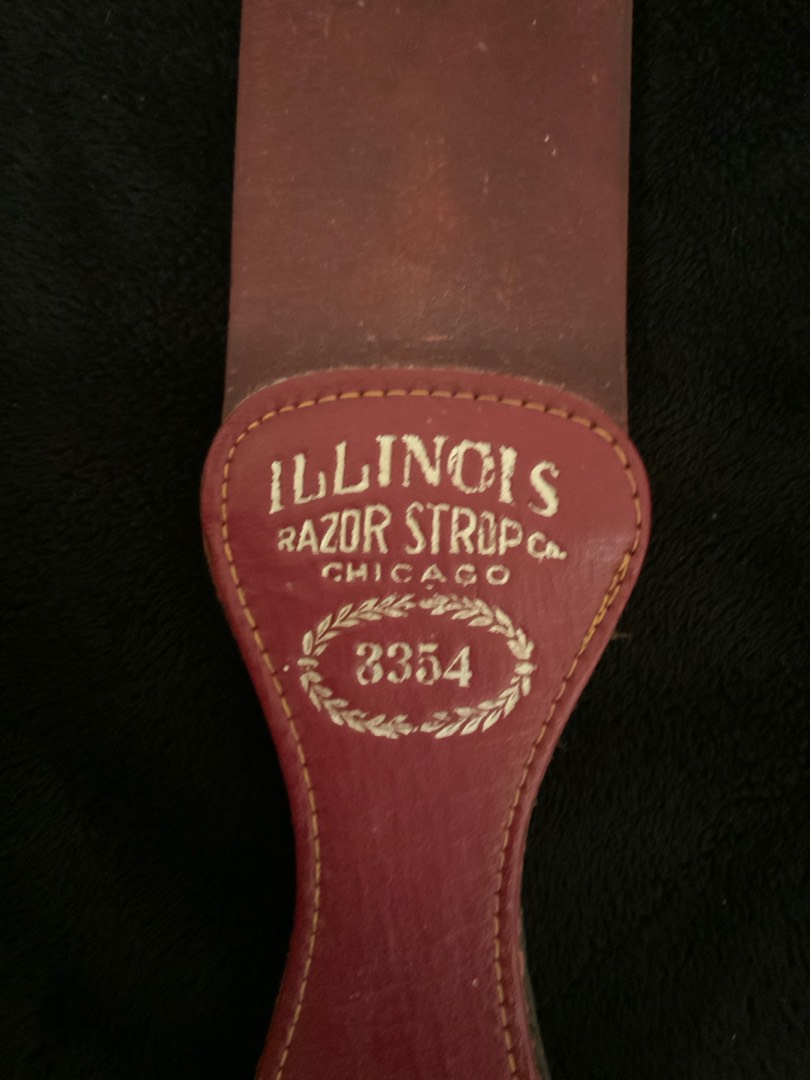 ILLINOIS
RAZOR STROP Co.
CHICAGO
3354